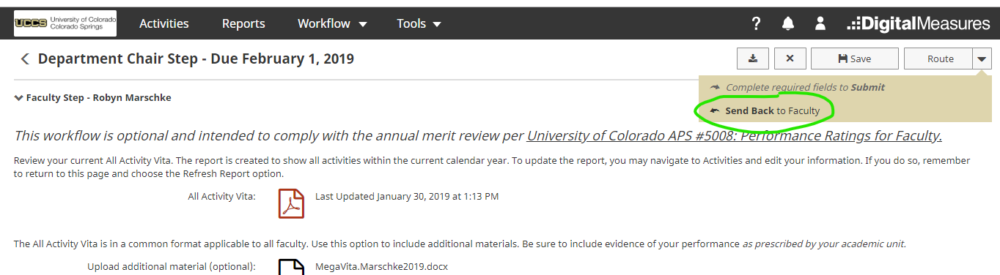 UCCS University of Colorado
Colorado Springs
Activities Reports Workflow Tools ? .:::DigitalMeasures
Department Chair Step - Due February 1, 2019
Save Route
Complete required fields to Submit
Faculty Step - Robyn Marschke
Send Back to Faculty
This workflow is optional and intended to comply with the annual merit review per University of Colorado APS #5008: Performance Ratings for Faculty.
Review your current All Activity Vita. The report is created to show all activities within the current calendar year. To update the report, you may navigate to Activities and edit your information. If you do so, remember
to return to this page and choose the Refresh Report option.
All Activity Vita: Last Updated January 30, 2019 at 1:13 PM
The All Activity Vita is in a common format applicable to all faculty. Use this option to include additional materials. Be sure to include evidence of your performance as prescribed by your academic unit.
Upload additional material (optional): MegaVita.Marschke2019.docx